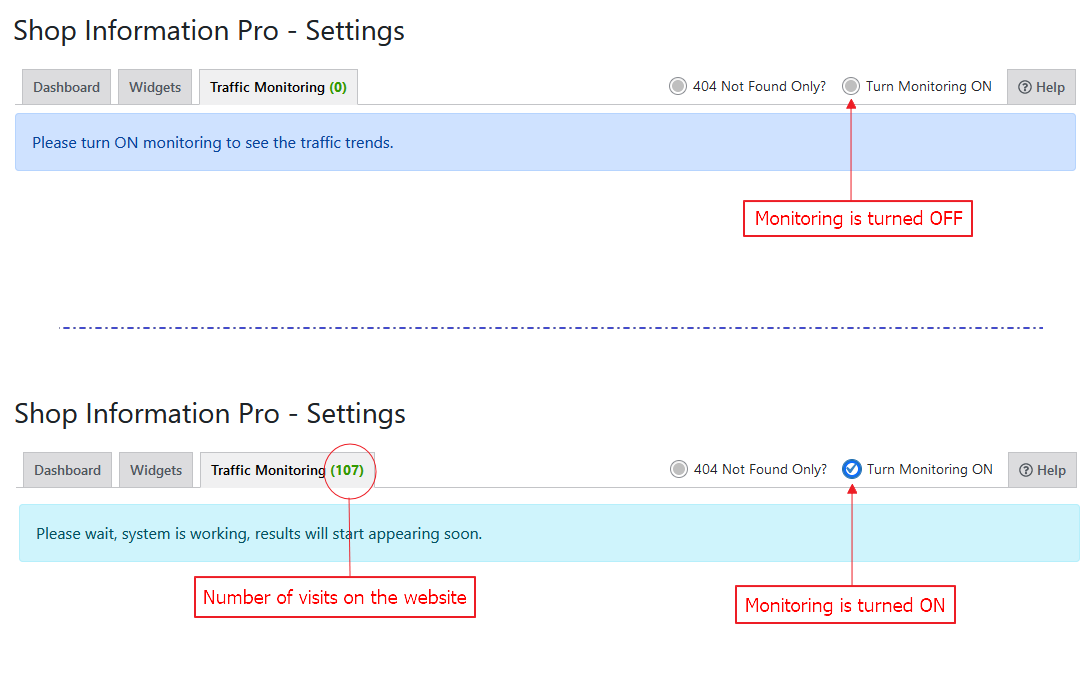 Shop Information Pro - Settings
Dashboard Widgets Traffic Monitoring (0) 404 Not Found Only? Turn Monitoring ON Help
Please turn ON monitoring to see the traffic trends.
Monitoring is turned OFF
Shop Information Pro - Settings
Dashboard Widgets Traffic Monitoring (107) 404 Not Found Only? Turn Monitoring ON Help
Please wait, system is working, results will start appearing soon.
Number of visits on the website
Monitoring is turned ON